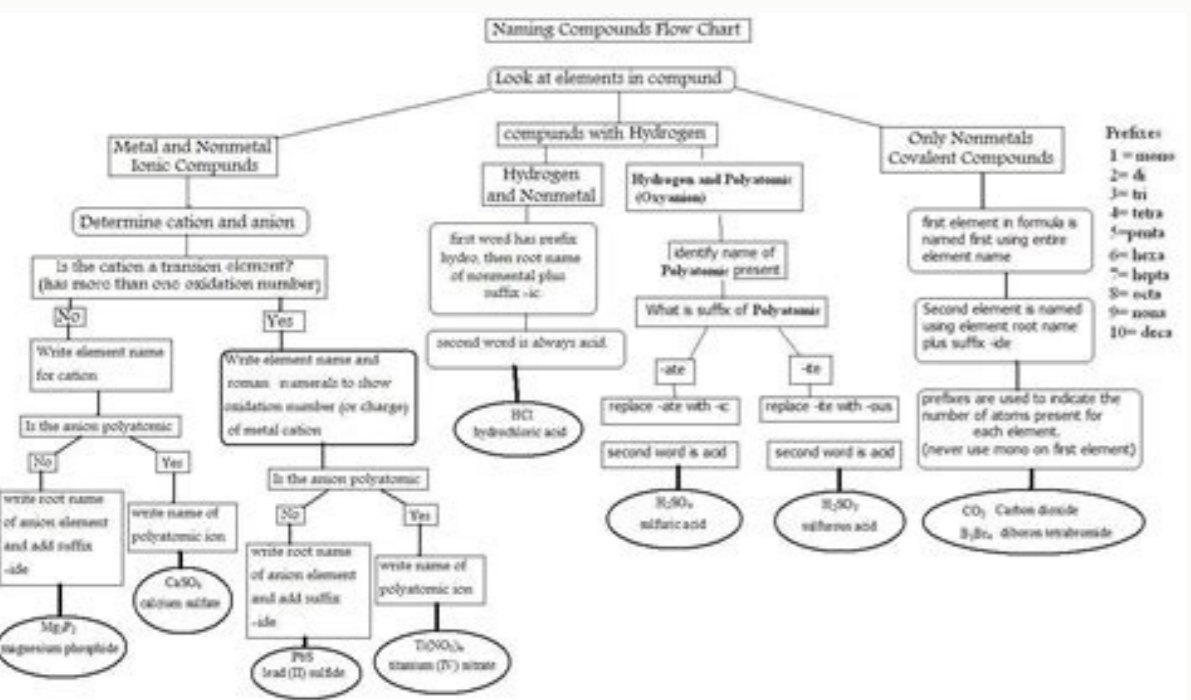 Naming Compounds Flow Chart
Look at elements in compund
Metal and Nonmetal
Ionic Compounds
Determine cation and anion
Is the cation a transion element?
(has more than one oxidation number)
No
Write element name
for cation
Is the anion polyatomic
No
write root name
of anion element
and add suffix
-ide
Mg₃P₂
magnesium phosphide
Yes
write name of
polyatomic ion
CaSO₄
calcium sulfate
Yes
Write element name and
roman numerals to show
oxidation number (or charge)
of metal cation
Is the anion polyatomic
No
write root name
of anion element
and add suffix
-ide
PbS
lead (II) sulfide
Yes
write name of
polyatomic ion
titanium (IV) nitrate
compunds with Hydrogen
Hydrogen
and Nonmetal
first word has prefix
hydro, then root name
of nonmental plus
suffix -ic.
second word is always acid.
HCl
hydrochloric acid
Hydrogen and Polyatomic
(Oxyanion)
identify name of
Polyatomic present
What is suffix of Polyatomic
-ate
replace -ate with -ic
second word is acid
H₂SO₄
sulfuric acid
-ite
replace -ite with -ous
second word is acid
H₂SO₃
sulfurous acid
Only Nonmetals
Covalent Compounds
first element in formula is
named first using entire
element name
Second element is named
using element root name
plus suffix -ide
prefixes are used to indicate the
number of atoms present for
each element.
(never use mono on first element)
CO₂ Carbon dioxide
B₂Br₄ diboron tetrabromide
Prefixes
1 = mono
2= di
3= tri
4= tetra
5=penta
6= hexa
7= hepta
8= octa
9= nona
10= deca